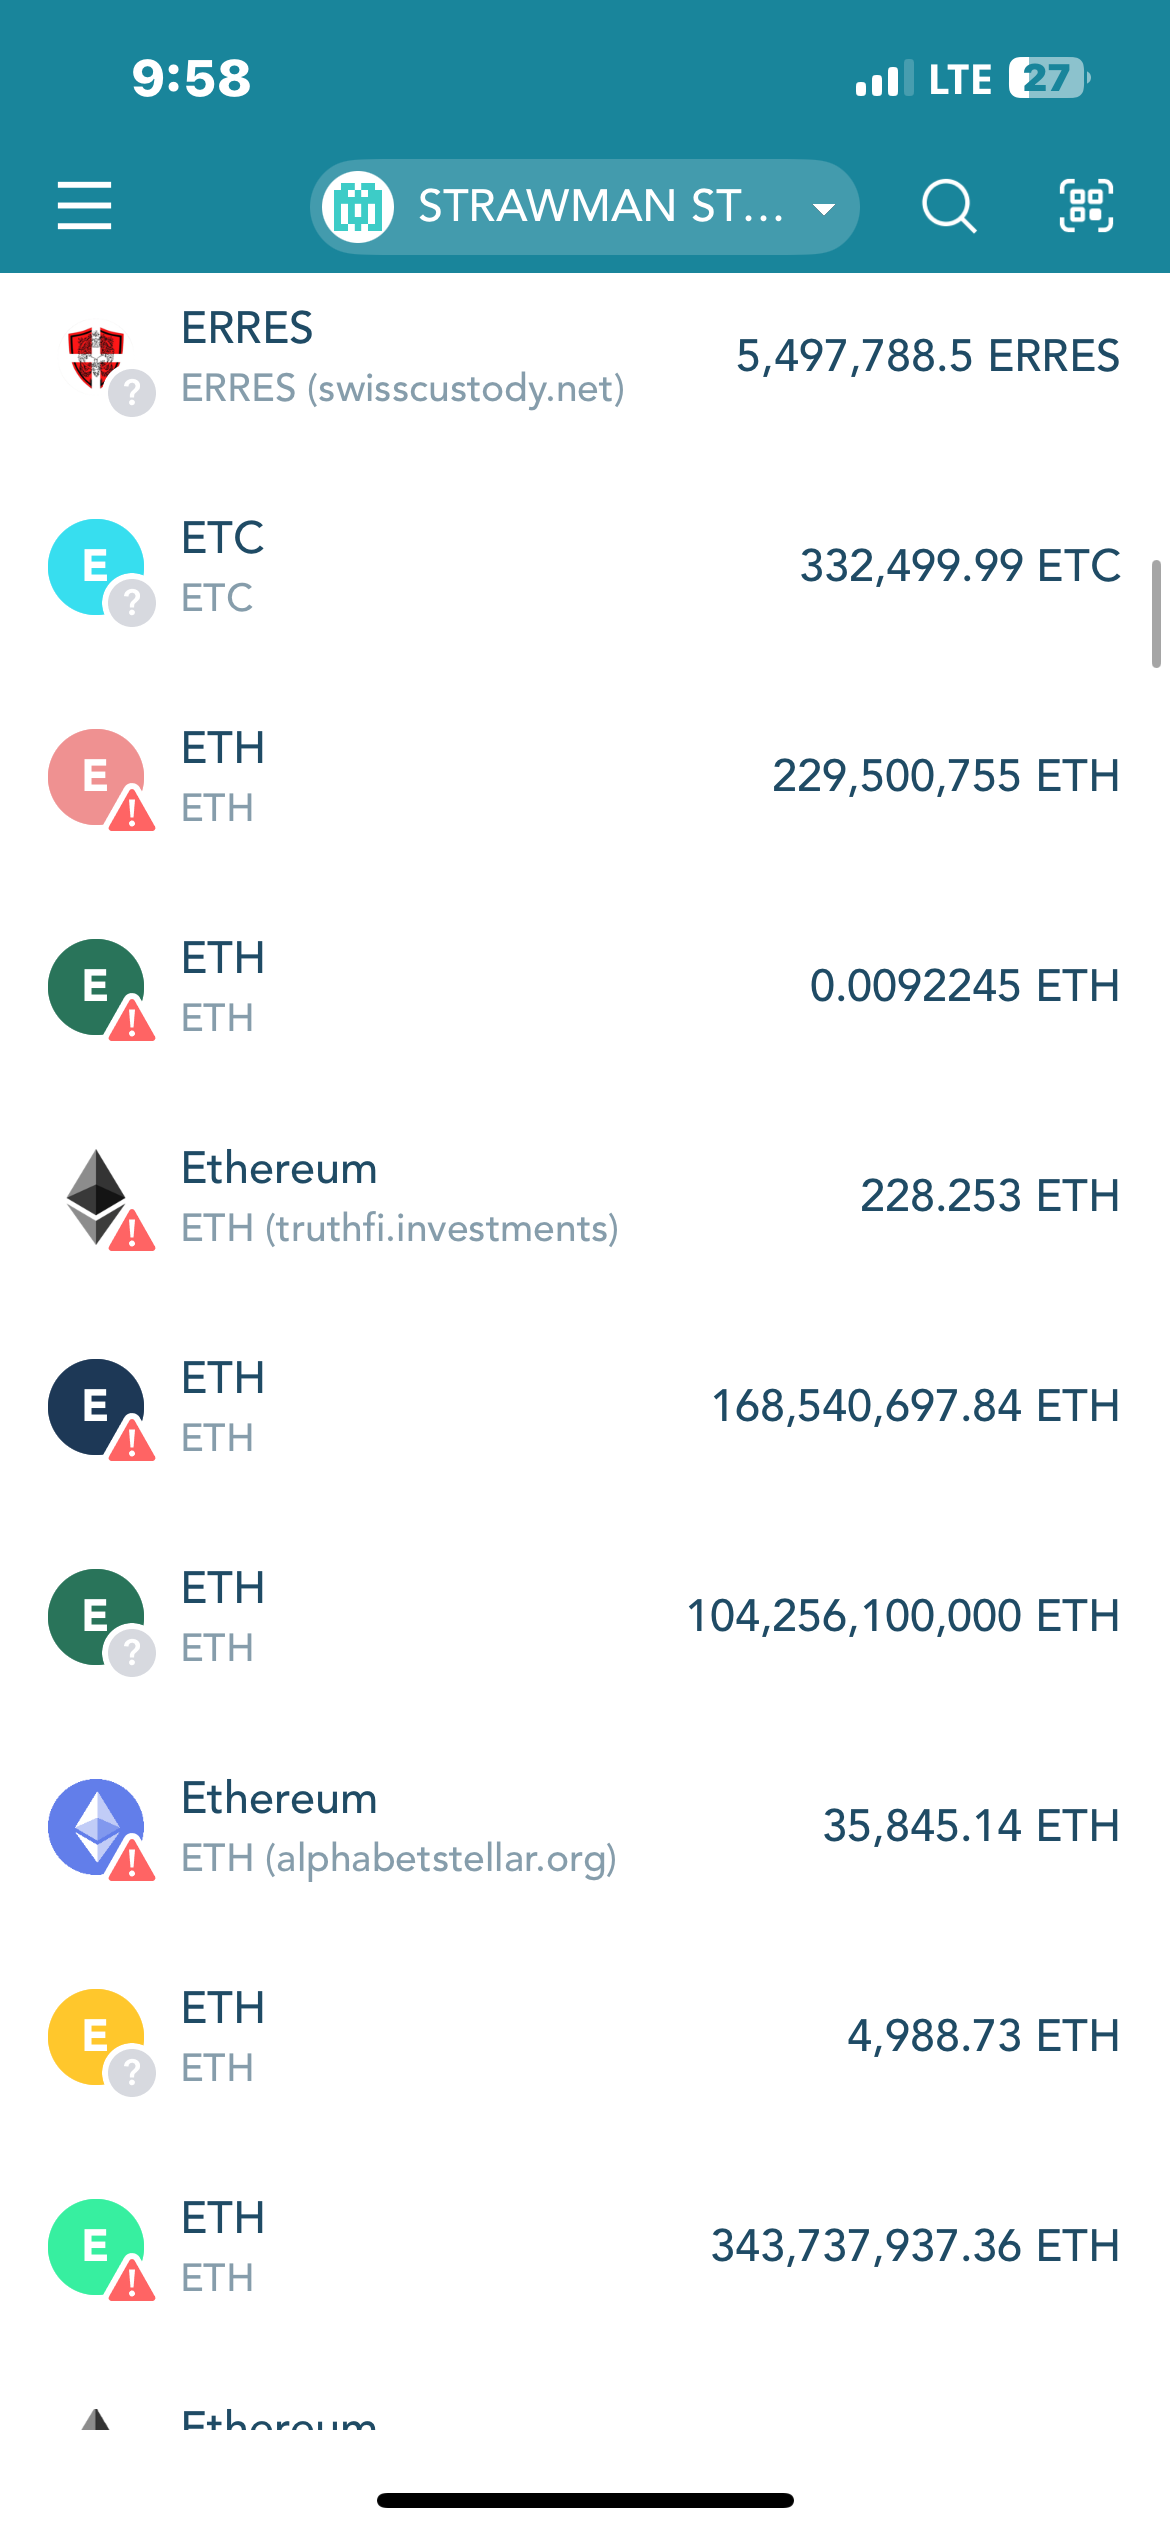 9:58
LTE 27
STRAWMAN ST...
ERRES
5,497,788.5 ERRES
ERRES (swisscustody.net)
?
E
ETC
332,499.99 ETC
ETC
?
E
ETH
229,500,755 ETH
ETH
!
E
ETH
0.0092245 ETH
ETH
!
Ethereum
228.253 ETH
ETH (truthfi.investments)
!
E
ETH
168,540,697.84 ETH
ETH
!
E
ETH
104,256,100,000 ETH
ETH
?
Ethereum
35,845.14 ETH
ETH (alphabetstellar.org)
!
E
ETH
4,988.73 ETH
ETH
?
E
ETH
343,737,937.36 ETH
ETH
!
Ethereum